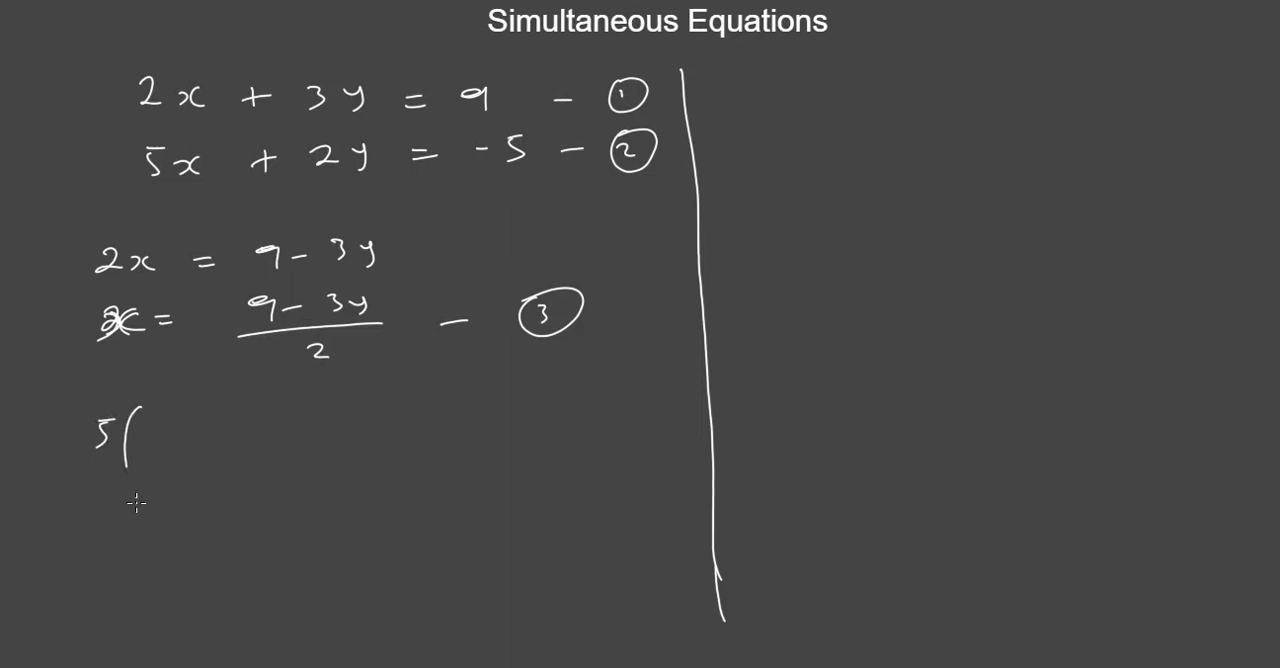 Simultaneous Equations
2x + 3y = 9 - ①
5x + 2y = -5 - ②
2x = 9 - 3y
x = 9 - 3y - ③
2
5(